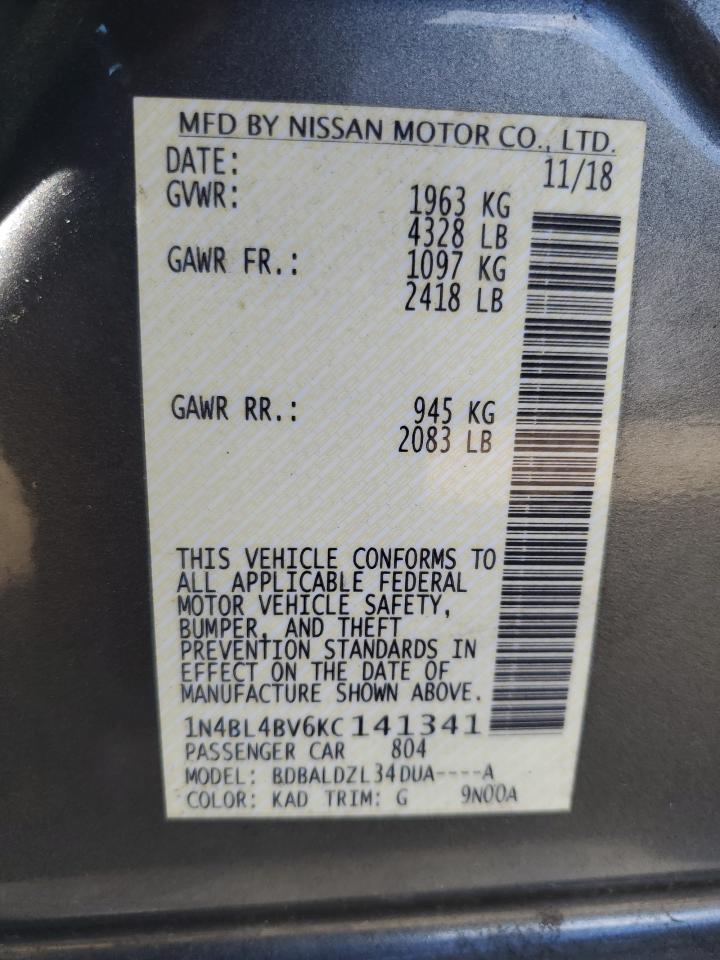 MFD BY NISSAN MOTOR CO., LTD.
DATE: 11/18
GVWR: 1963 KG
4328 LB
GAWR FR.: 1097 KG
2418 LB
GAWR RR.: 945 KG
2083 LB
THIS VEHICLE CONFORMS TO
ALL APPLICABLE FEDERAL
MOTOR VEHICLE SAFETY,
BUMPER, AND THEFT
PREVENTION STANDARDS IN
EFFECT ON THE DATE OF
MANUFACTURE SHOWN ABOVE.
1N4BL4BV6KC141341
PASSENGER CAR 804
MODEL: BDBALDZL34DUA----A
COLOR: KAD TRIM: G 9N00A